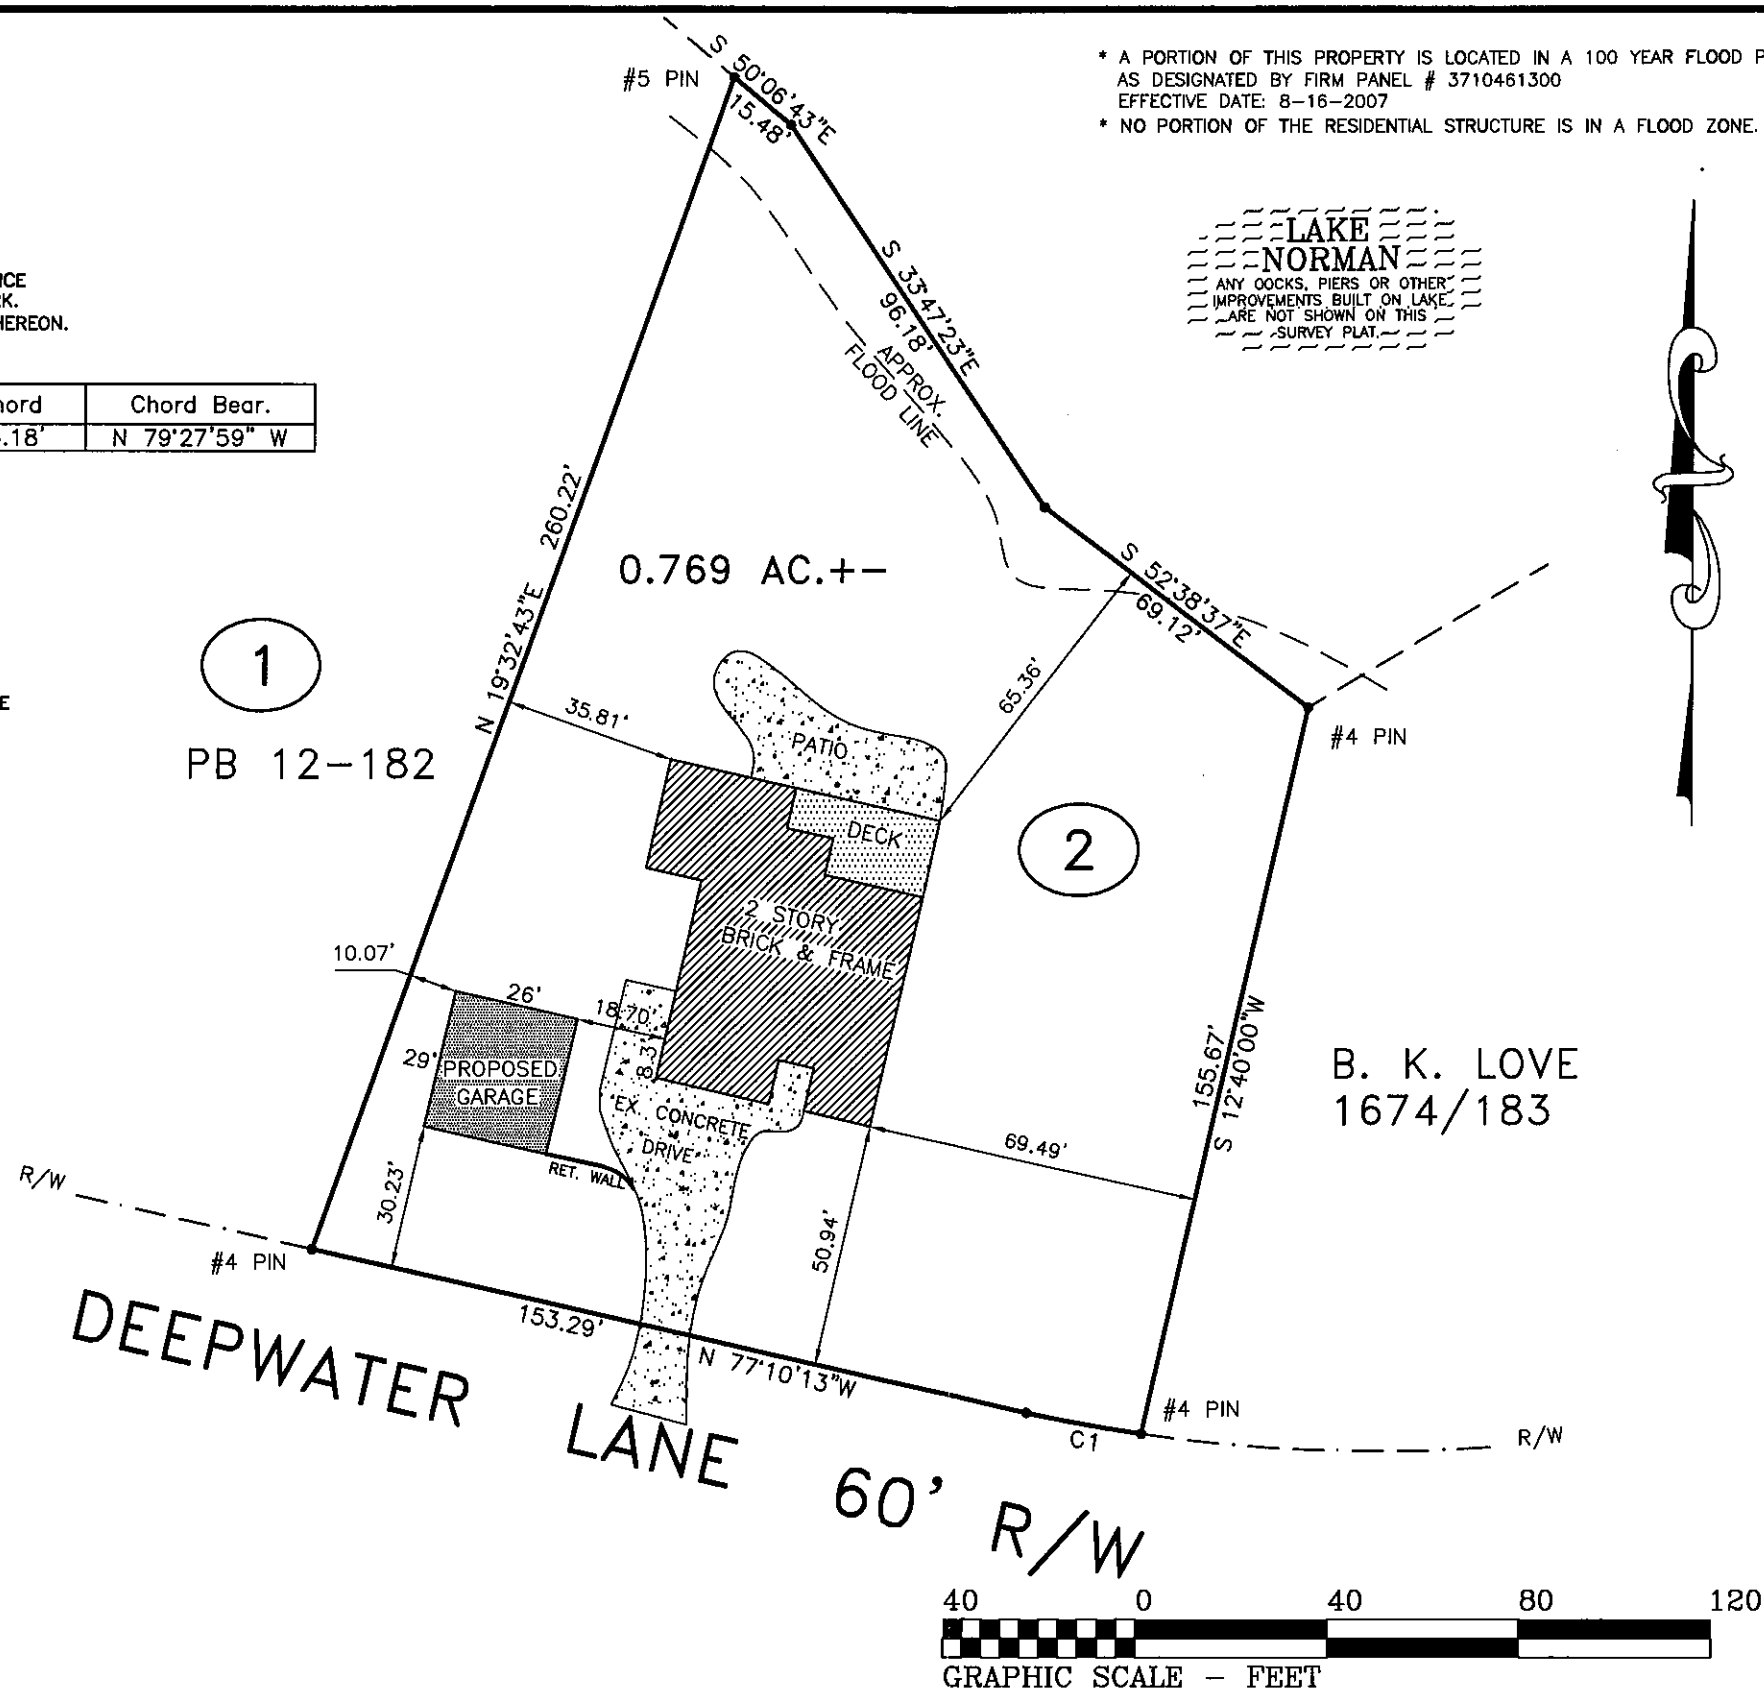 * A PORTION OF THIS PROPERTY IS LOCATED IN A 100 YEAR FLOOD
AS DESIGNATED BY FIRM PANEL # 3710461300
EFFECTIVE DATE: 8-16-2007
* NO PORTION OF THE RESIDENTIAL STRUCTURE IS IN A FLOOD ZONE.
#5 PIN
S 50°06'43"E
15.48'
LAKE
NORMAN
ANY DOCKS, PIERS OR OTHER
IMPROVEMENTS BUILT ON LAKE
ARE NOT SHOWN ON THIS
SURVEY PLAT.
HEREON.
Chord Bear.
.18'
N 79°27'59" W
S 33°47'23"E
96.18'
APPROX.
FLOOD LINE
N 19°32'43"E 260.22'
0.769 AC.+-
S 52°38'37"E
69.12'
1
PB 12-182
35.81'
65.36'
#4 PIN
PATIO
DECK
2
2 STORY
BRICK & FRAME
10.07'
26'
18.70'
8.31
29'
PROPOSED
GARAGE
EX. CONCRETE
DRIVE
RET. WALL
155.67'
S 12°40'00"W
B. K. LOVE
1674/183
69.49'
30.23'
50.94'
R/W
#4 PIN
153.29'
N 77°10'13"W
C1
#4 PIN
R/W
DEEPWATER LANE 60' R/W
40 0 40 80 120
GRAPHIC SCALE - FEET